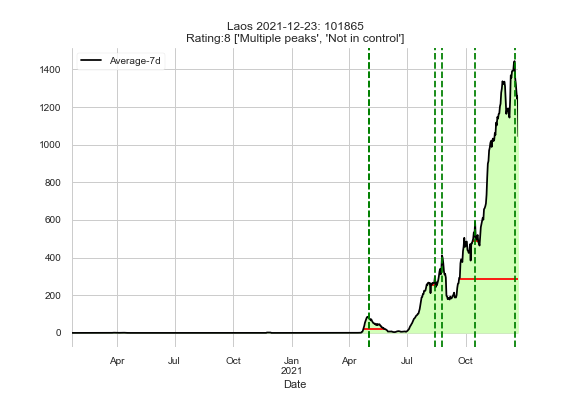 Laos 2021-12-23: 101865
Rating:8 ['Multiple peaks', 'Not in control']
Average-7d
1400
1200
1000
800
600
400
200
0
Apr Jul Oct Jan Apr Jul Oct
2021
Date